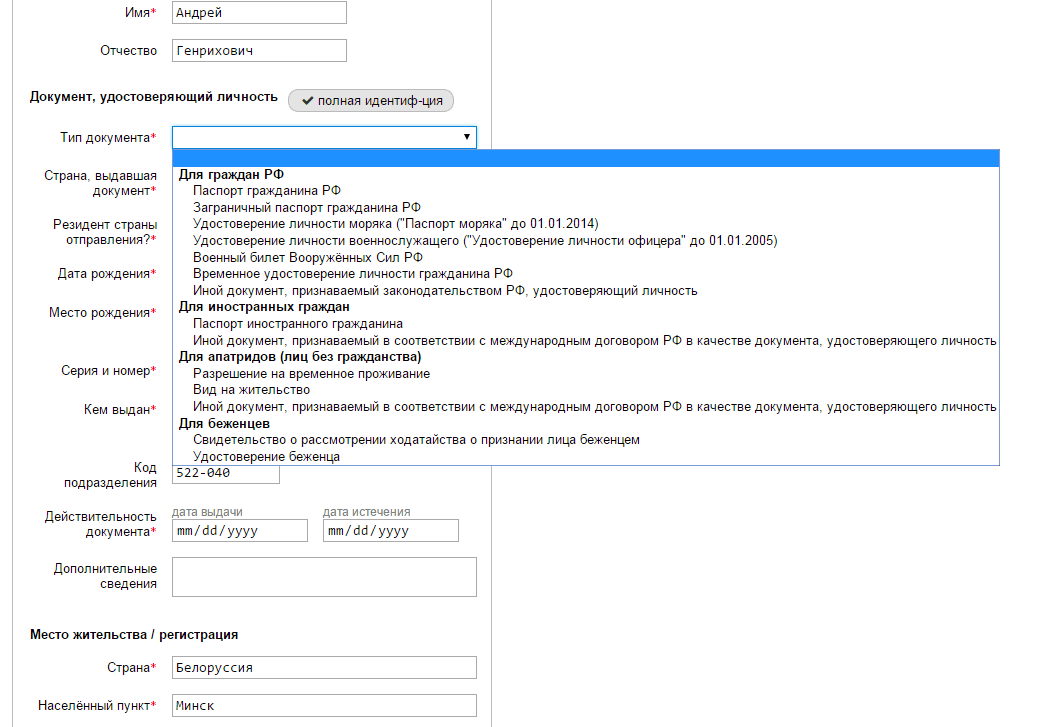 Имя*
Андрей
Отчество
Генрихович
Документ, удостоверяющий личность
✔ полная идентиф-ция
Тип документа*
▼
Страна, выдавшая
документ*
Резидент страны
отправления?*
Дата рождения*
Место рождения*
Серия и номер*
Кем выдан*
Для граждан РФ
Паспорт гражданина РФ
Заграничный паспорт гражданина РФ
Удостоверение личности моряка ("Паспорт моряка" до 01.01.2014)
Удостоверение личности военнослужащего ("Удостоверение личности офицера" до 01.01.2005)
Военный билет Вооружённых Сил РФ
Временное удостоверение личности гражданина РФ
Иной документ, признаваемый законодательством РФ, удостоверяющий личность
Для иностранных граждан
Паспорт иностранного гражданина
Иной документ, признаваемый в соответствии с международным договором РФ в качестве документа, удостоверяющего личность
Для апатридов (лиц без гражданства)
Разрешение на временное проживание
Вид на жительство
Иной документ, признаваемый в соответствии с международным договором РФ в качестве документа, удостоверяющего личность
Для беженцев
Свидетельство о рассмотрении ходатайства о признании лица беженцем
Удостоверение беженца
Код
подразделения
522-040
Действительность
документа*
дата выдачи
mm/dd/yyyy
дата истечения
mm/dd/yyyy
Дополнительные
сведения
Место жительства / регистрация
Страна*
Белоруссия
Населённый пункт*
Минск